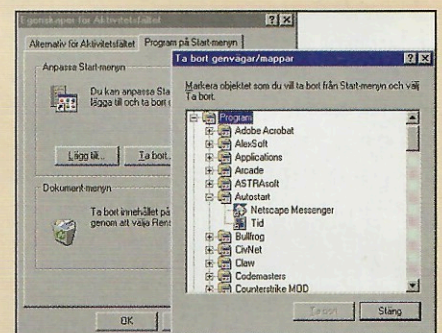 Egenskaper för Aktivitetsfältet
Alternativ för Aktivitetsfältet
Program på Start-menyn
Anpassa Start-menyn
Du kan anpassa Sta
lägga till och ta bort
Lägg till...
Ta bort...
Dokument-menyn
Ta bort innehållet på
genom att välja Rens
OK
Ta bort genvägar/mappar
Markera objektet som du vill ta bort från Start-menyn och välj
Ta bort.
Program
Adobe Acrobat
AlexSoft
Applications
Arcade
ASTRAsoft
Autostart
Netscape Messenger
Tid
Bullfrog
CivNet
Claw
Codemasters
Counterstrike MOD
Ta bort
Stäng